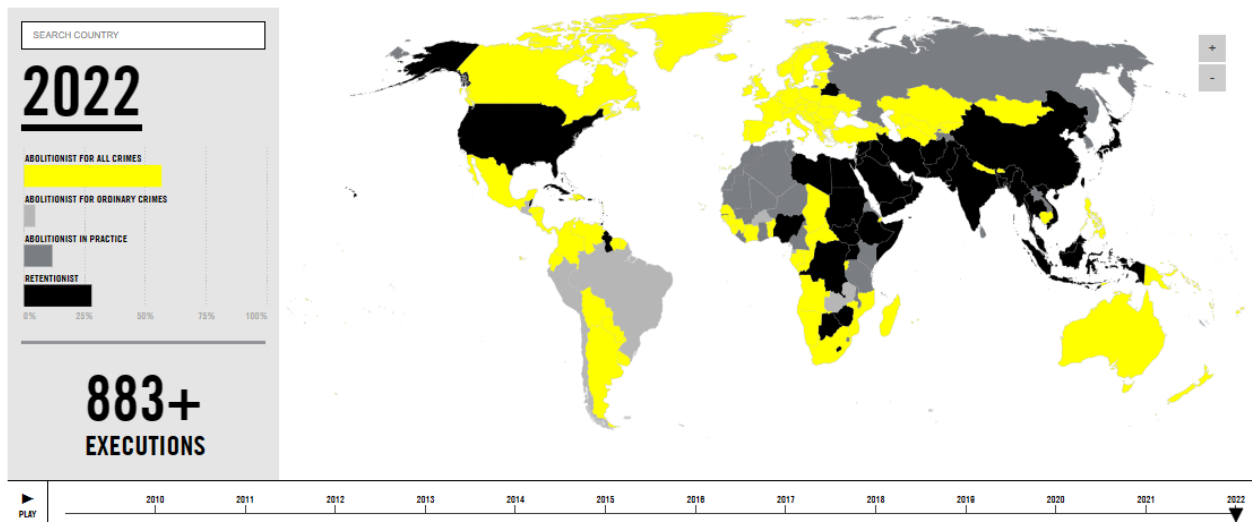 SEARCH COUNTRY
2022
ABOLITIONIST FOR ALL CRIMES
ABOLITIONIST FOR ORDINARY CRIMES
ABOLITIONIST IN PRACTICE
RETENTIONIST
0% 25% 50% 75% 100%
883+
EXECUTIONS
+
-
PLAY
2010 2011 2012 2013 2014 2015 2016 2017 2018 2019 2020 2021 2022